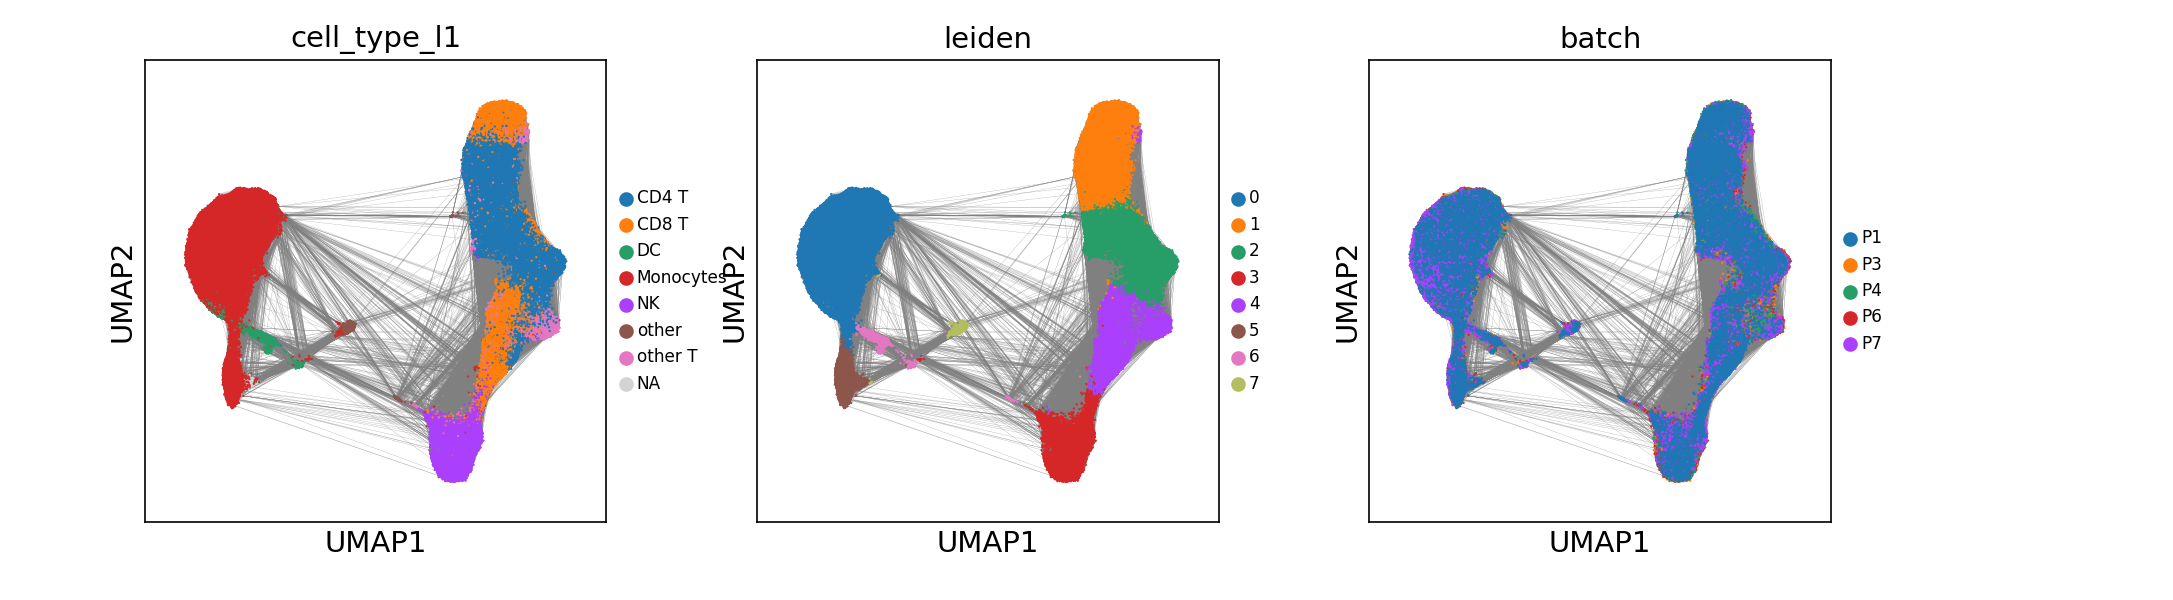 cell_type_l1
UMAP2
UMAP1
CD4 T
CD8 T
DC
Monocytes
NK
other
other T
NA
leiden
UMAP2
UMAP1
0
1
2
3
4
5
6
7
batch
UMAP2
UMAP1
P1
P3
P4
P6
P7